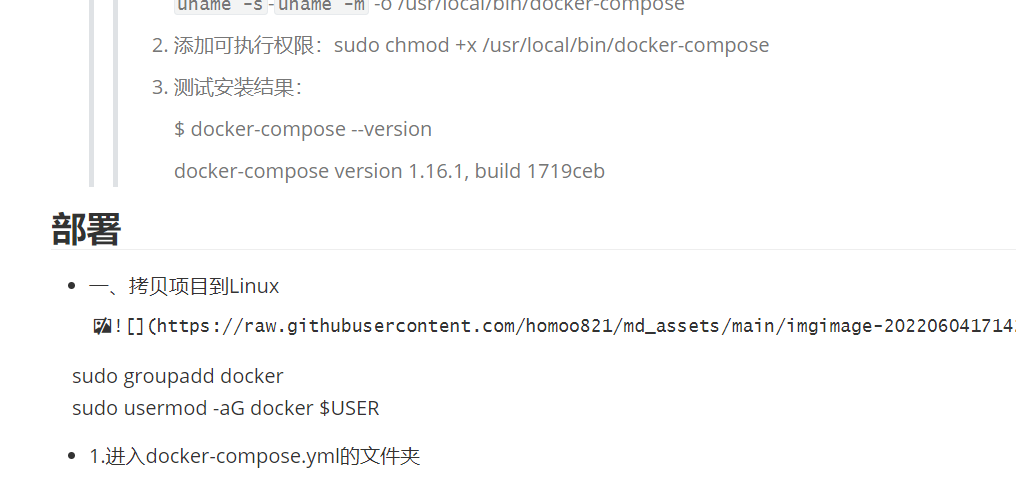 uname -s-uname -m -o /usr/local/bin/docker-compose
2. 添加可执行权限：sudo chmod +x /usr/local/bin/docker-compose
3. 测试安装结果：
$ docker-compose --version
docker-compose version 1.16.1, build 1719ceb
部署
• 一、拷贝项目到Linux
![](https://raw.githubusercontent.com/homoo821/md_assets/main/imgimage-2022060417141
sudo groupadd docker
sudo usermod -aG docker $USER
• 1.进入docker-compose.yml的文件夹